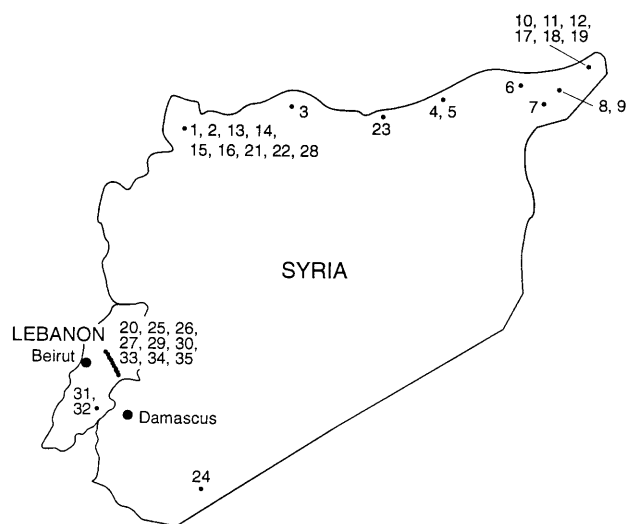 10, 11, 12,
17, 18, 19
6
3
4, 5
7
8, 9
23
1, 2, 13, 14,
15, 16, 21, 22, 28
SYRIA
LEBANON
20, 25, 26,
27, 29, 30,
33, 34, 35
Beirut
31,
32
Damascus
24